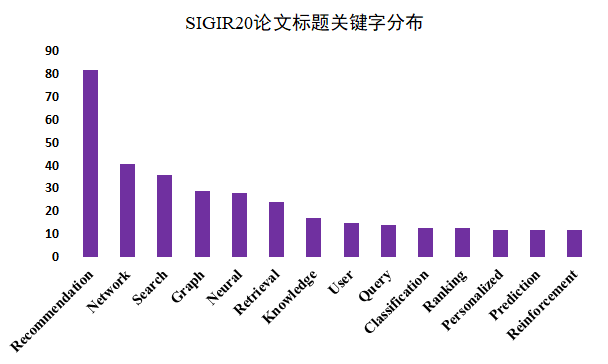 SIGIR20论文标题关键字分布
90
80
70
60
50
40
30
20
10
0
Recommendation
Network
Search
Graph
Neural
Retrieval
Knowledge
User
Query
Classification
Ranking
Personalized
Prediction
Reinforcement